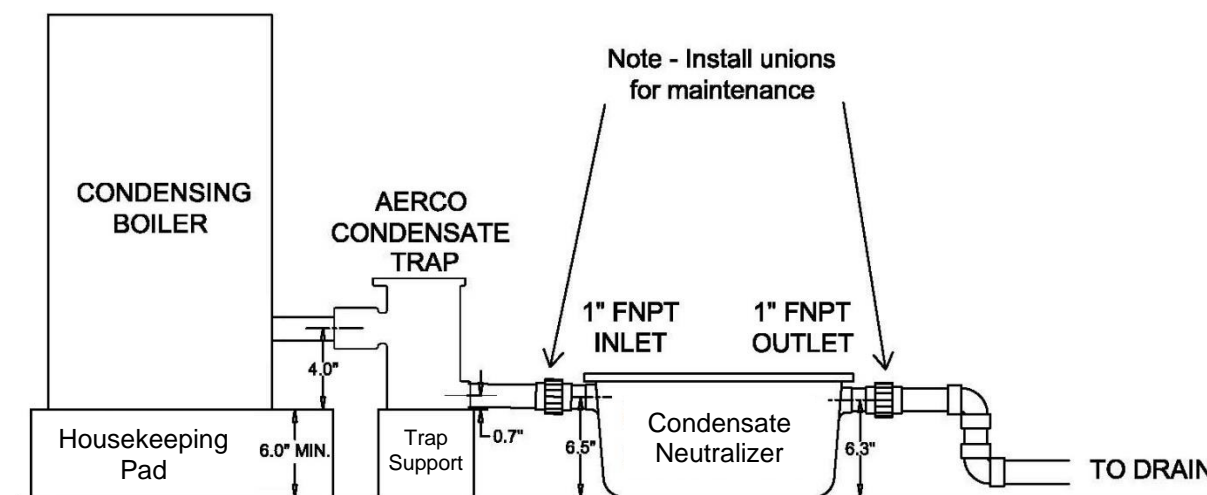 Note - Install unions
for maintenance
CONDENSING
BOILER
AERCO
CONDENSATE
TRAP
1" FNPT
INLET
1" FNPT
OUTLET
4.0"
Housekeeping
Pad
6.0" MIN.
Trap
Support
0.7"
6.5"
Condensate
Neutralizer
6.3"
TO DRAIN